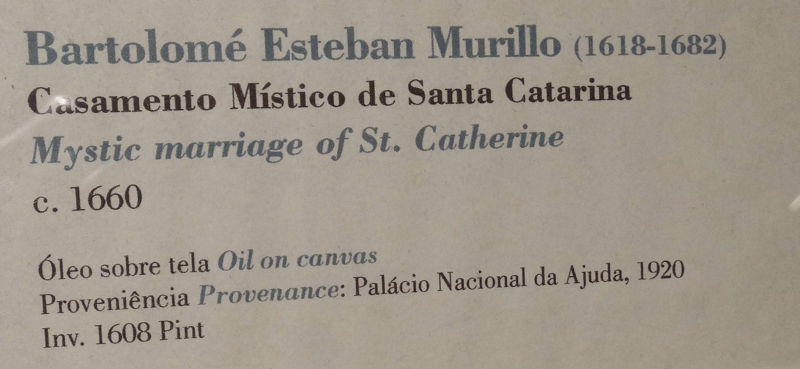 Bartolomé Esteban Murillo (1618-1682)
Casamento Místico de Santa Catarina
Mystic marriage of St. Catherine
c. 1660
Óleo sobre tela Oil on canvas
Proveniência Provenance: Palácio Nacional da Ajuda, 1920
Inv. 1608 Pint